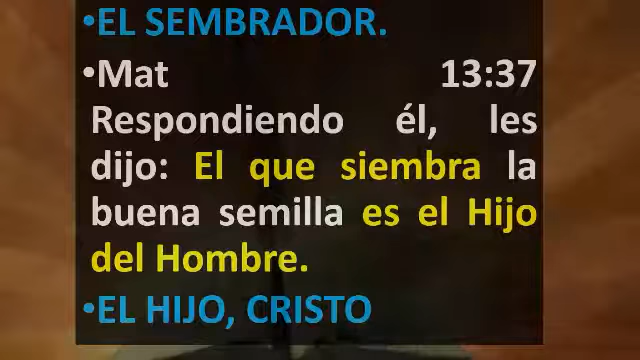 •EL SEMBRADOR.
•Mat 13:37
Respondiendo él, les
dijo: El que siembra la
buena semilla es el Hijo
del Hombre.
•EL HIJO, CRISTO